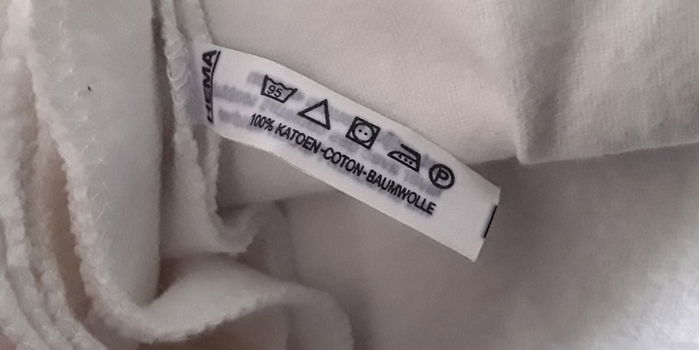 HEMA
95
P
100% KATOEN-COTON-BAUMWOLLE